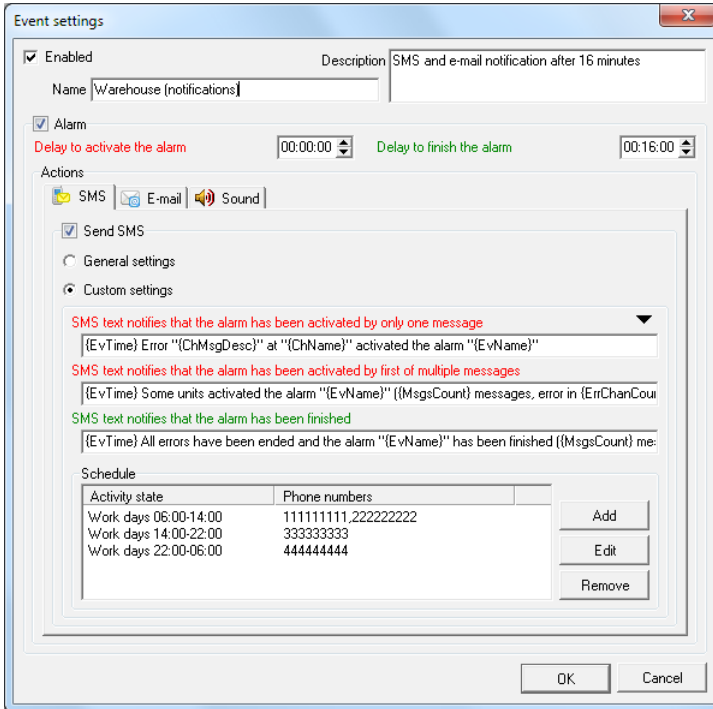 Event settings
Enabled
Description SMS and e-mail notification after 16 minutes
Name Warehouse (notifications)
Alarm
Delay to activate the alarm 00:00:00 Delay to finish the alarm 00:16:00
Actions
SMS E-mail Sound
Send SMS
General settings
Custom settings
SMS text notifies that the alarm has been activated by only one message
{EvTime} Error "{ChMsgDesc}" at "{ChName}" activated the alarm "{EvName}"
SMS text notifies that the alarm has been activated by first of multiple messages
{EvTime} Some units activated the alarm "{EvName}" ({MsgsCount} messages, error in {ErrChanCou
SMS text notifies that the alarm has been finished
{EvTime} All errors have been ended and the alarm "{EvName}" has been finished ({MsgsCount} me
Schedule
Activity state Phone numbers
Work days 06:00-14:00 111111111,222222222
Work days 14:00-22:00 333333333
Work days 22:00-06:00 444444444
Add
Edit
Remove
OK Cancel